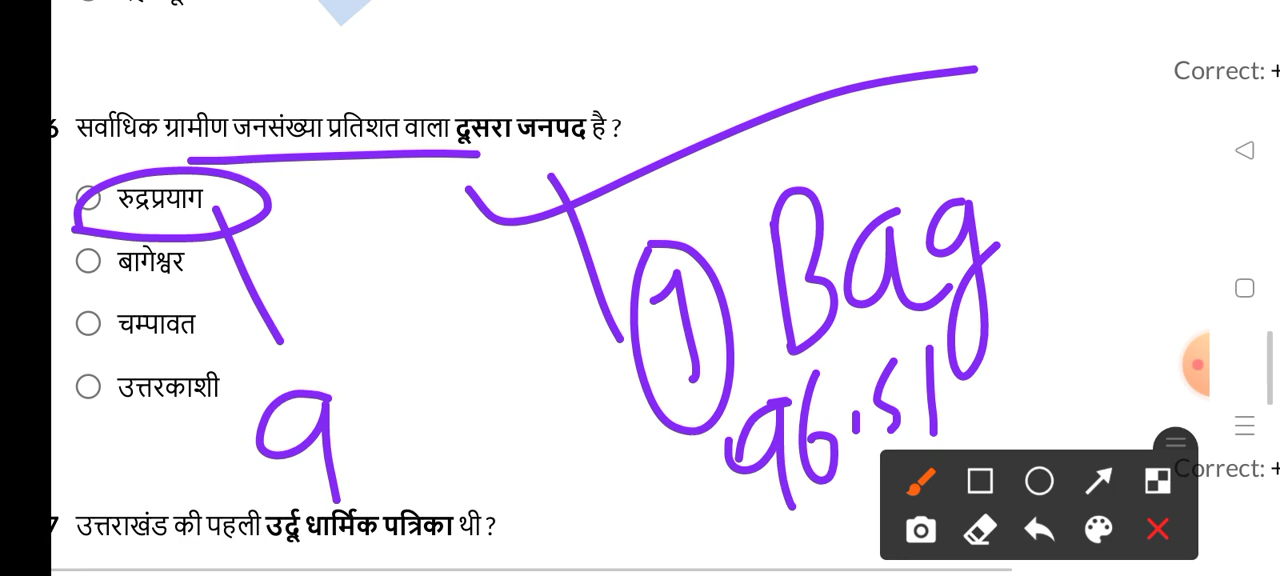 Correct: +
6 सर्वाधिक ग्रामीण जनसंख्या प्रतिशत वाला दूसरा जनपद है ?
रुद्रप्रयाग
बागेश्वर
चम्पावत
उत्तरकाशी
1 Bag
96.51
9
Correct: +
7 उत्तराखंड की पहली उर्दू धार्मिक पत्रिका थी ?